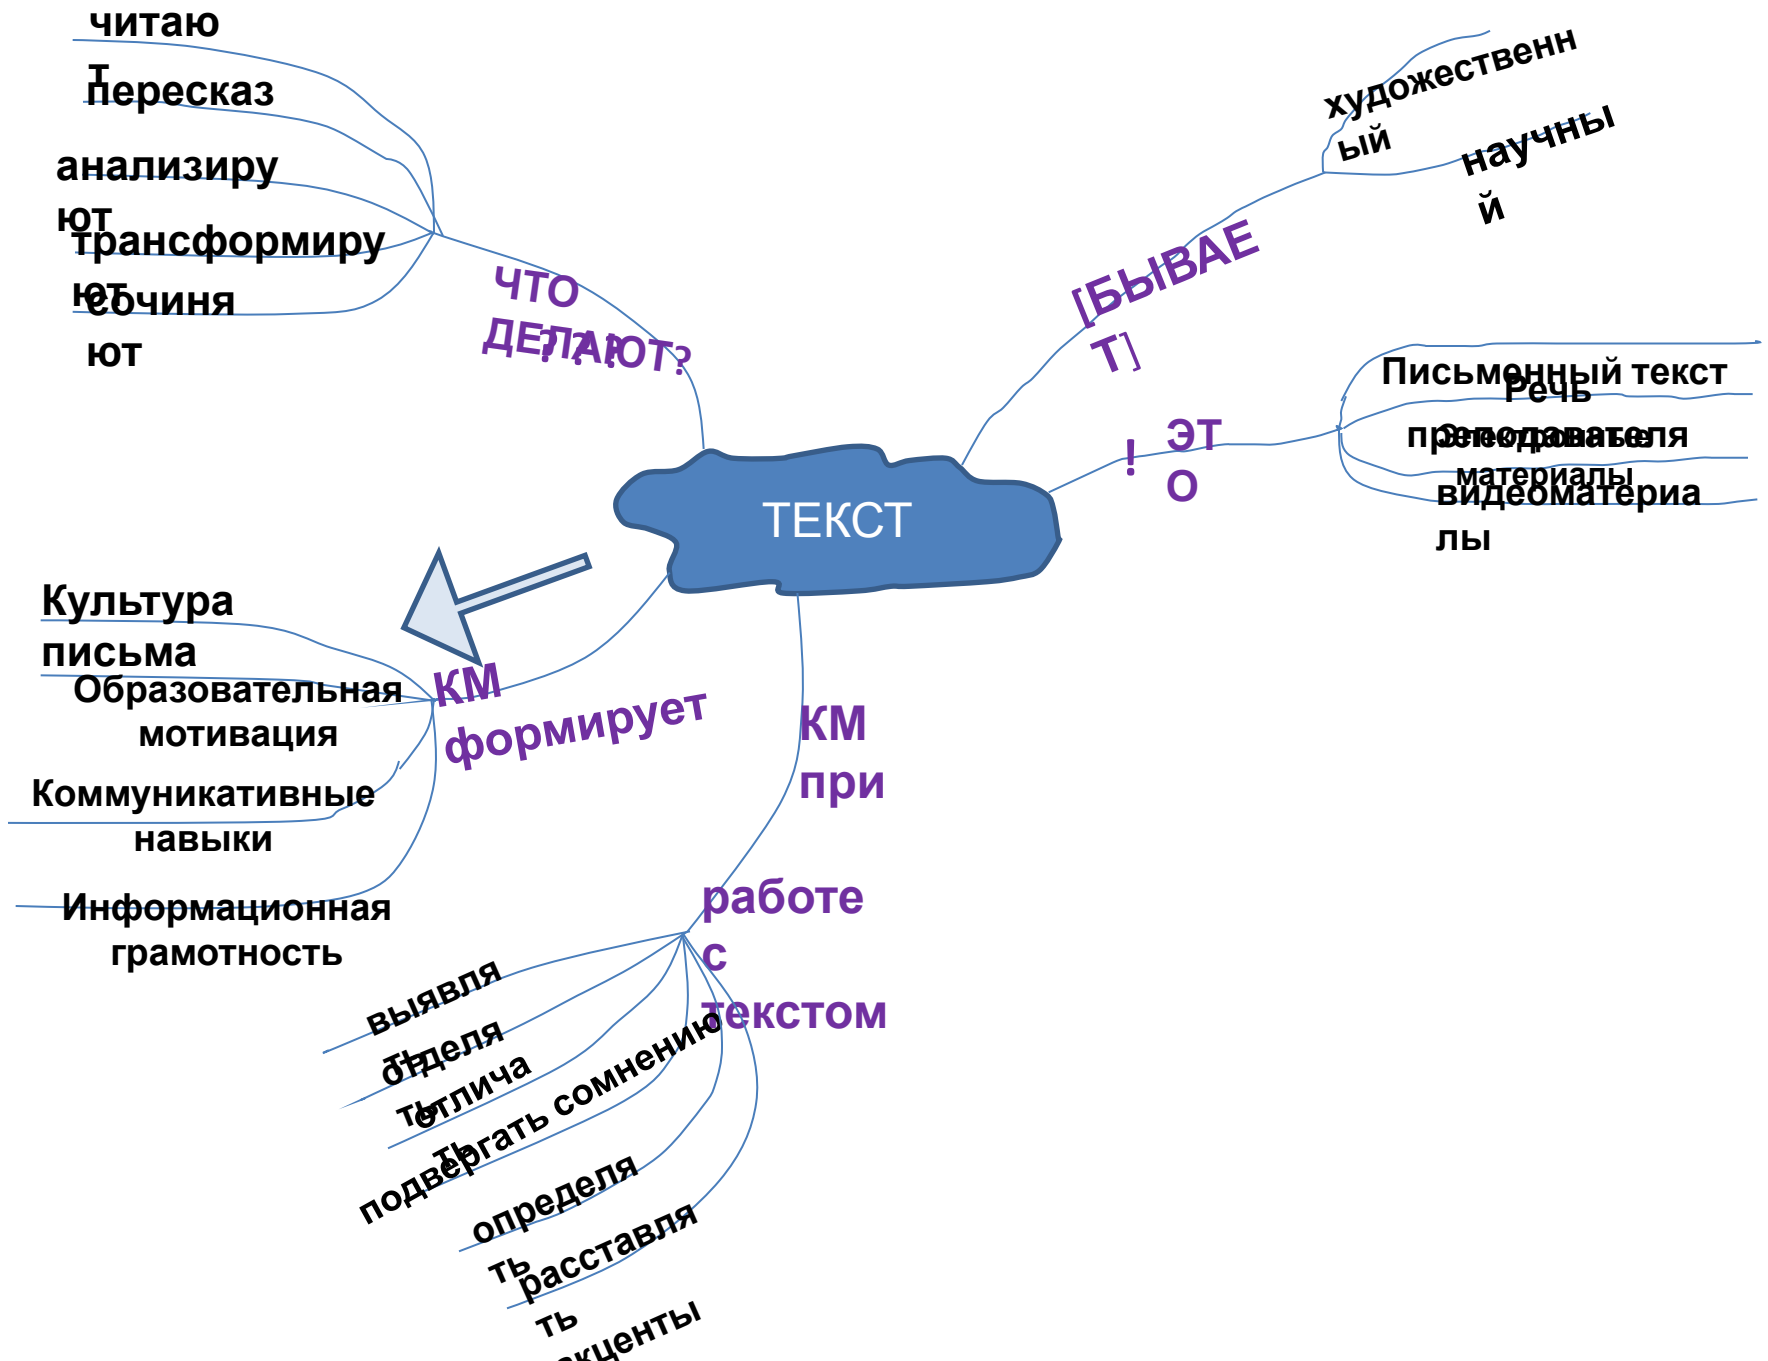 читаю
т
пересказ
анализиру
ют
трансформиру
ют
сочиня
ют
ЧТО
ДЕЛАЮТ?
? ? ?
художественн
ый
научны
й
[БЫВАЕ
Т]
! ЭТ
О
Письменный текст
Речь
преподавателя
Электронные
материалы
видеоматериа
лы
ТЕКСТ
Культура
письма
Образовательная
мотивация
Коммуникативные
навыки
Информационная
грамотность
КМ
формирует
КМ
при
работе
с
текстом
выявля
ть
отделя
ть
отлича
ть
подвергать сомнению
определя
ть
расставля
ть
акценты